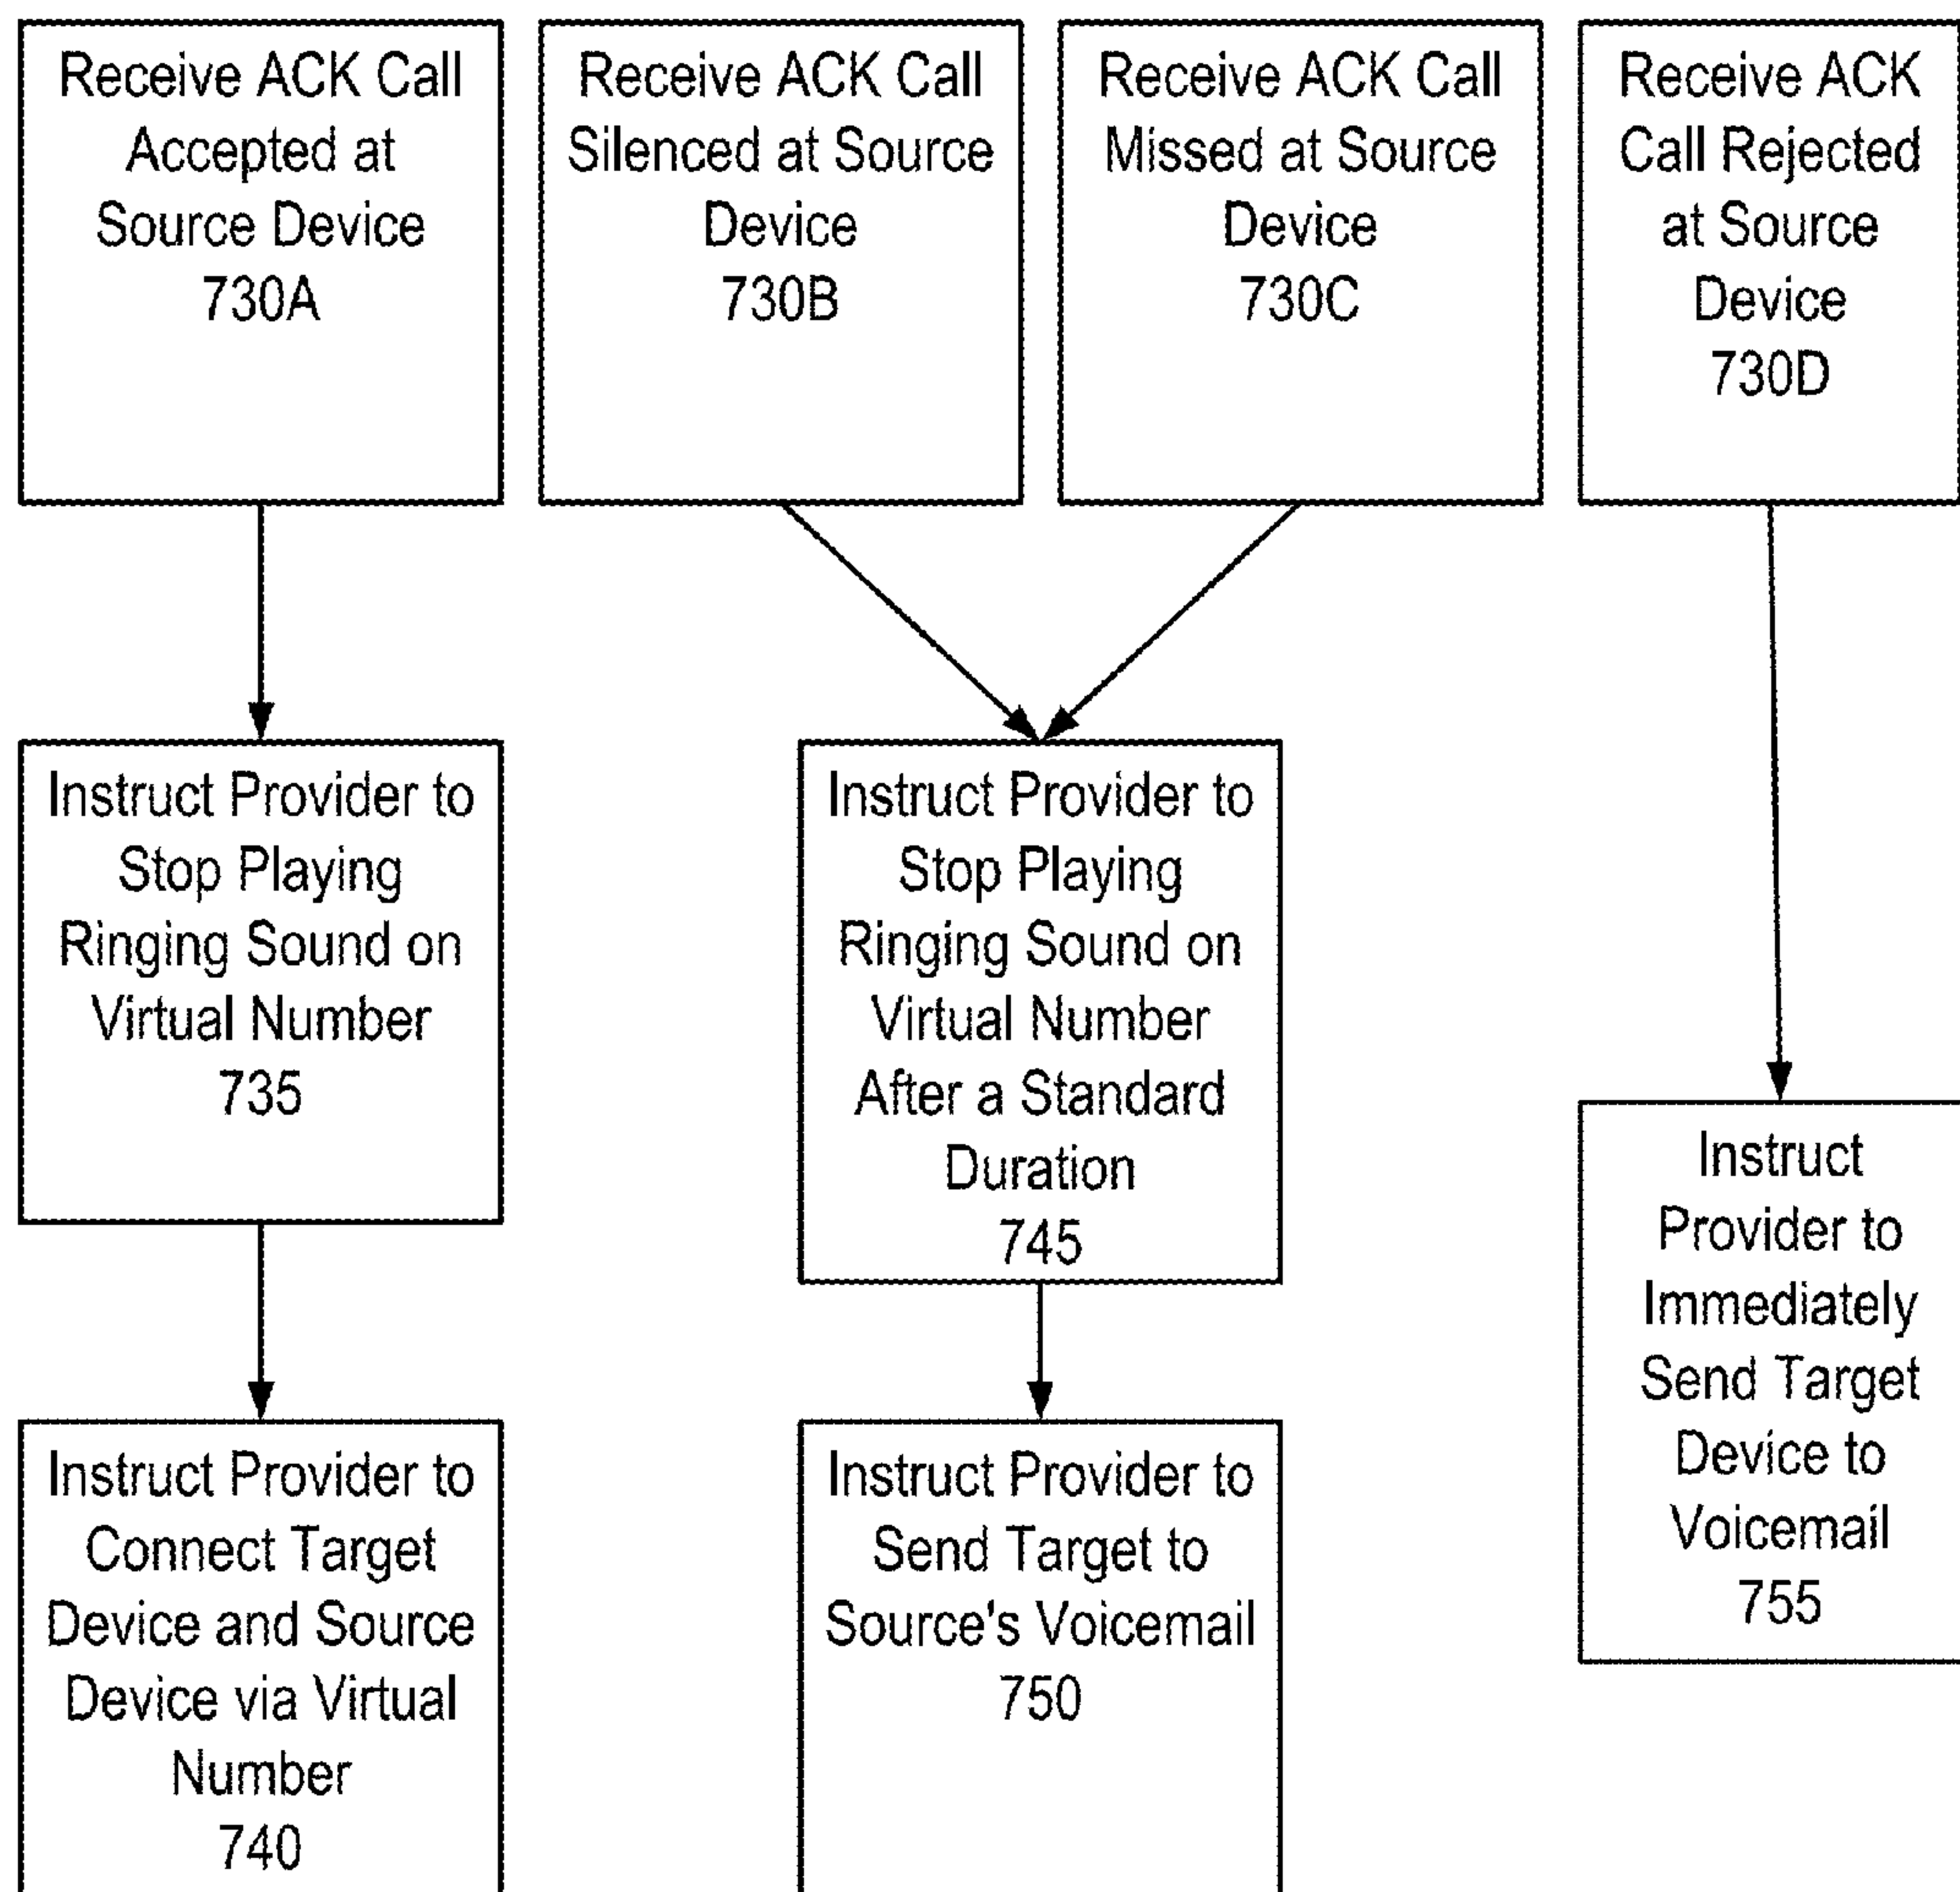 Receive ACK Call
Accepted at
Source Device
730A
Receive ACK Call
Silenced at Source
Device
730B
Receive ACK Call
Missed at Source
Device
730C
Receive ACK
Call Rejected
at Source
Device
730D
Instruct Provider to
Stop Playing
Ringing Sound on
Virtual Number
735
Instruct Provider to
Stop Playing
Ringing Sound on
Virtual Number
After a Standard
Duration
745
Instruct
Provider to
Immediately
Send Target
Device to
Voicemail
755
Instruct Provider to
Connect Target
Device and Source
Device via Virtual
Number
740
Instruct Provider to
Send Target to
Source's Voicemail
750